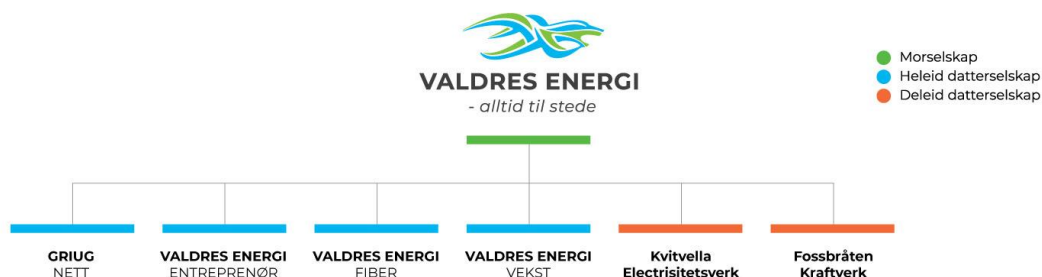 VALDRES ENERGI
- alltid til stede
Morselskap
Heleid datterselskap
Deleid datterselskap
GRIUG
NETT
VALDRES ENERGI
ENTREPRENØR
VALDRES ENERGI
FIBER
VALDRES ENERGI
VEKST
Kvitvella
Electrisitetsverk
Fossbråten
Kraftverk